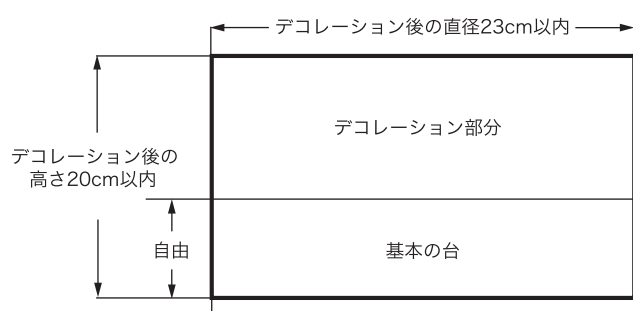 デコレーション後の直径23cm以内
デコレーション部分
デコレーション後の
高さ20cm以内
自由
基本の台